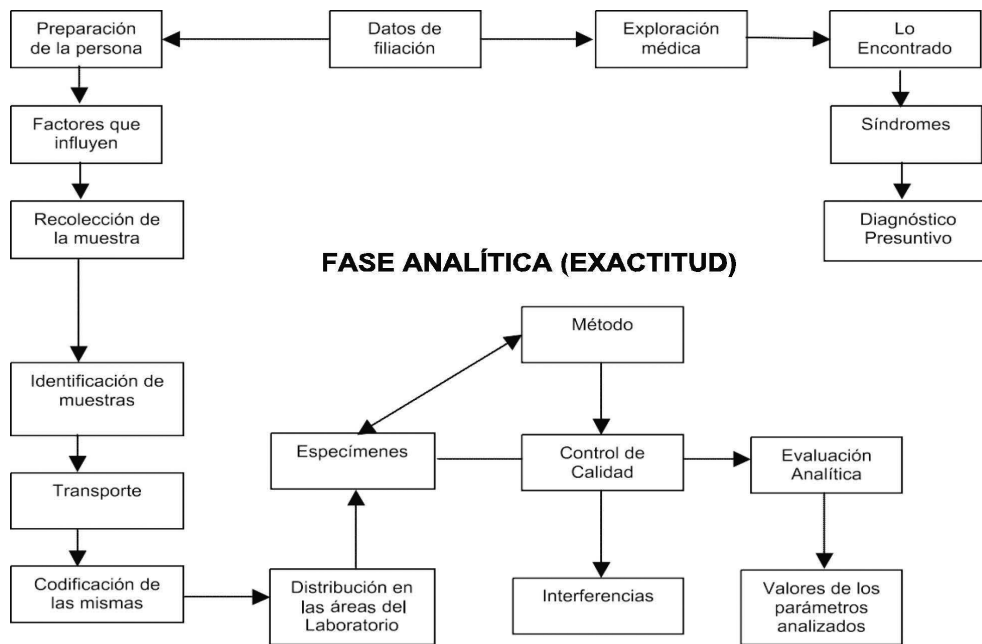 Preparación
de la persona
Datos de
filiación
Exploración
médica
Lo
Encontrado
Factores que
influyen
Síndromes
Recolección de
la muestra
Diagnóstico
Presuntivo
FASE ANALÍTICA (EXACTITUD)
Método
Identificación de
muestras
Especímenes
Control de
Calidad
Evaluación
Analítica
Transporte
Codificación de
las mismas
Distribución en
las áreas del
Laboratorio
Interferencias
Valores de los
parámetros
analizados